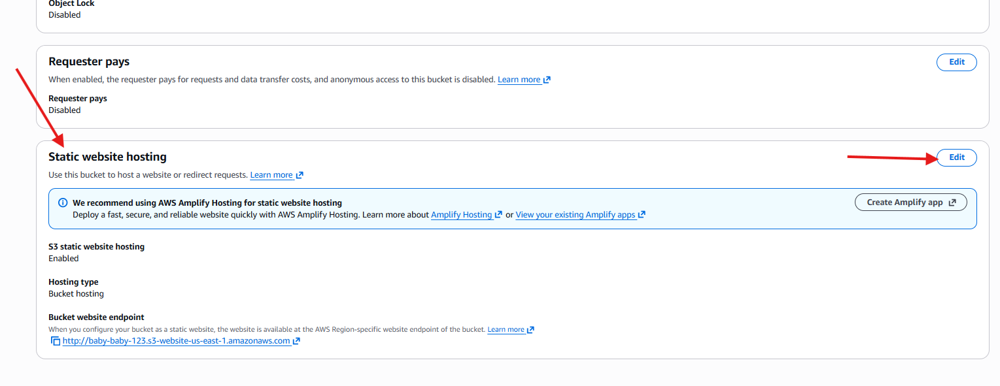 Object Lock
Disabled
Requester pays
Edit
When enabled, the requester pays for requests and data transfer costs, and anonymous access to this bucket is disabled. Learn more
Requester pays
Disabled
Static website hosting
Edit
Use this bucket to host a website or redirect requests. Learn more
We recommend using AWS Amplify Hosting for static website hosting
Create Amplify app
Deploy a fast, secure, and reliable website quickly with AWS Amplify Hosting. Learn more about Amplify Hosting or View your existing Amplify apps
S3 static website hosting
Enabled
Hosting type
Bucket hosting
Bucket website endpoint
When you configure your bucket as a static website, the website is available at the AWS Region-specific website endpoint of the bucket. Learn more
http://baby-baby-123.s3-website-us-east-1.amazonaws.com